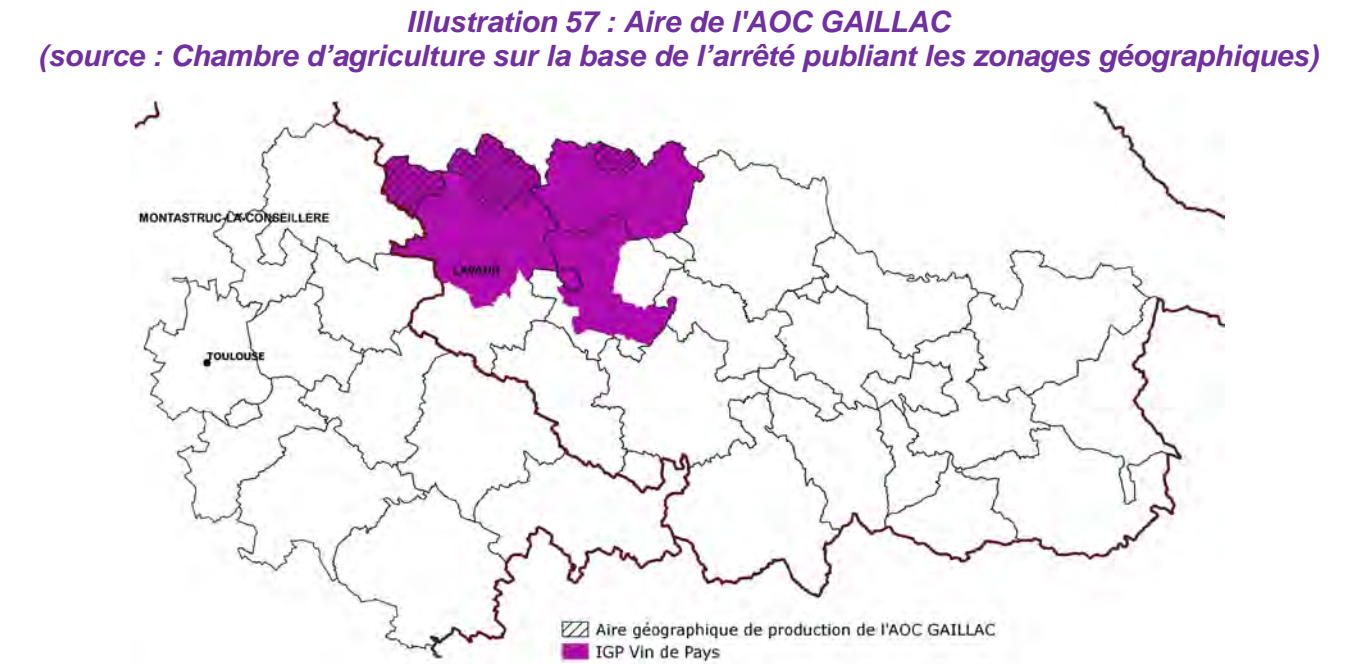 Illustration 57 : Aire de l'AOC GAILLAC
(source : Chambre d’agriculture sur la base de l’arrêté publiant les zonages géographiques)
MONTASTRUC-LA-CONSEILLERE
LAVAUR
TOULOUSE
Aire géographique de production de l'AOC GAILLAC
IGP Vin de Pays